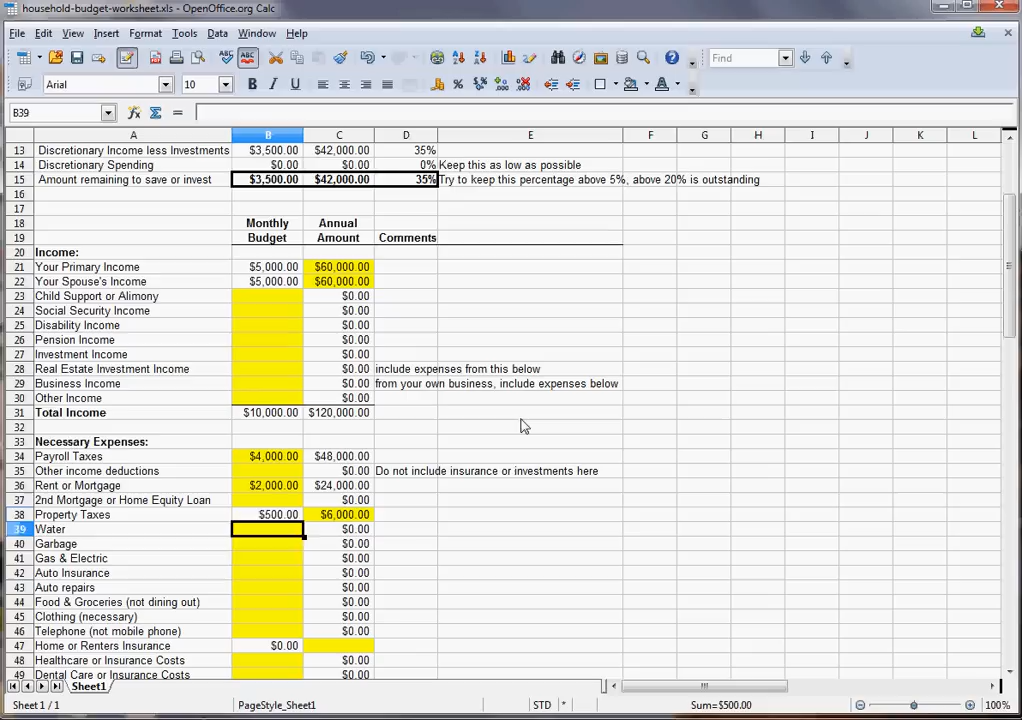 household-budget-worksheet.xls - OpenOffice.org Calc
File Edit View Insert Format Tools Data Window Help
Find
Arial 10
B39
A B C D E F G H I J K L
13 Discretionary Income less Investments $3,500.00 $42,000.00 35%
14 Discretionary Spending $0.00 $0.00 0% Keep this as low as possible
15 Amount remaining to save or invest $3,500.00 $42,000.00 35% Try to keep this percentage above 5%, above 20% is outstanding
16
17
18 Monthly Annual
19 Budget Amount Comments
20 Income:
21 Your Primary Income $5,000.00 $60,000.00
22 Your Spouse's Income $5,000.00 $60,000.00
23 Child Support or Alimony $0.00
24 Social Security Income $0.00
25 Disability Income $0.00
26 Pension Income $0.00
27 Investment Income $0.00
28 Real Estate Investment Income $0.00 include expenses from this below
29 Business Income $0.00 from your own business, include expenses below
30 Other Income $0.00
31 Total Income $10,000.00 $120,000.00
32
33 Necessary Expenses:
34 Payroll Taxes $4,000.00 $48,000.00
35 Other income deductions $0.00 Do not include insurance or investments here
36 Rent or Mortgage $2,000.00 $24,000.00
37 2nd Mortgage or Home Equity Loan $0.00
38 Property Taxes $500.00 $6,000.00
39 Water $0.00
40 Garbage $0.00
41 Gas & Electric $0.00
42 Auto Insurance $0.00
43 Auto repairs $0.00
44 Food & Groceries (not dining out) $0.00
45 Clothing (necessary) $0.00
46 Telephone (not mobile phone) $0.00
47 Home or Renters Insurance $0.00
48 Healthcare or Insurance Costs $0.00
49 Dental Care or Insurance Costs $0.00
Sheet1
Sheet 1 / 1 PageStyle_Sheet1 STD * Sum=$500.00 100%